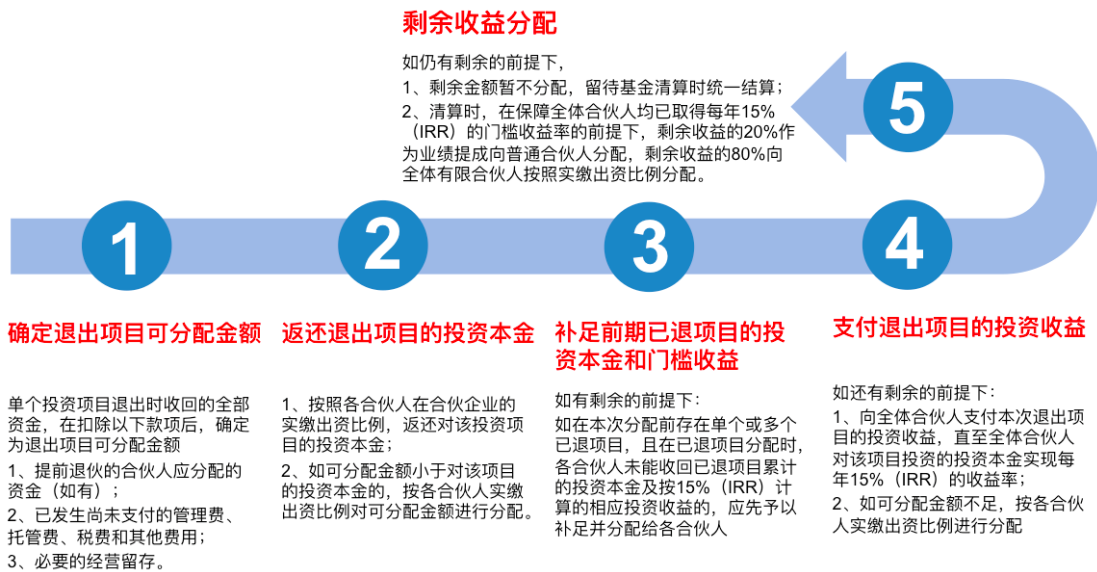 剩余收益分配
如仍有剩余的前提下，
1、剩余金额暂不分配，留待基金清算时统一结算；
2、清算时，在保障全体合伙人均已取得每年15%
（IRR）的门槛收益率的前提下，剩余收益的20%作
为业绩提成向普通合伙人分配，剩余收益的80%向
全体有限合伙人按照实缴出资比例分配。
5
1
2
3
4
确定退出项目可分配金额
单个投资项目退出时收回的全部
资金，在扣除以下款项后，确定
为退出项目可分配金额
1、提前退伙的合伙人应分配的
资金（如有）；
2、已发生尚未支付的管理费、
托管费、税费和其他费用；
3、必要的经营留存。
返还退出项目的投资本金
1、按照各合伙人在合伙企业的
实缴出资比例，返还对该投资项
目的投资本金；
2、如可分配金额小于对该项目
的投资本金的，按各合伙人实缴
出资比例对可分配金额进行分配。
补足前期已退项目的投
资本金和门槛收益
如有剩余的前提下：
如在本次分配前存在单个或多个
已退项目，且在已退项目分配时，
各合伙人未能收回已退项目累计
的投资本金及按15%（IRR）计
算的相应投资收益的，应先予以
补足并分配给各合伙人
支付退出项目的投资收益
如还有剩余的前提下：
1、向全体合伙人支付本次退出项
目的投资收益，直至全体合伙人
对该项目投资的投资本金实现每
年15%（IRR）的收益率；
2、如可分配金额不足，按各合伙
人实缴出资比例进行分配